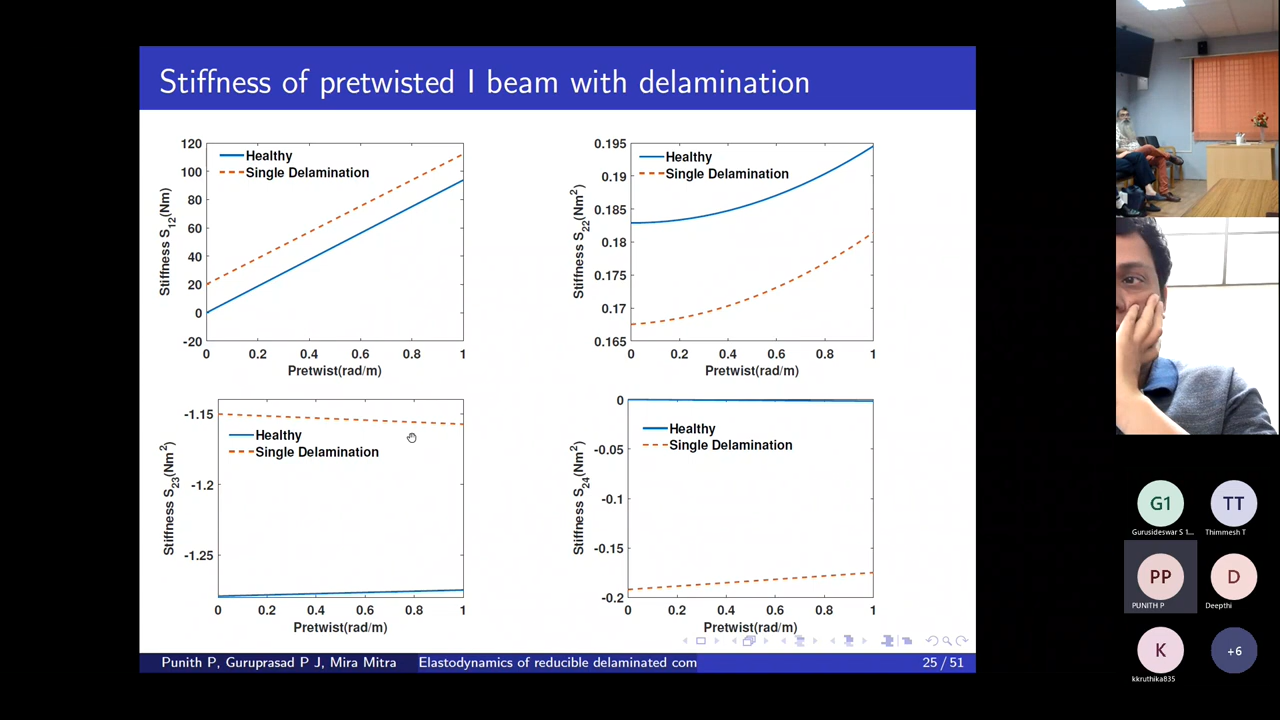 Stiffness of pretwisted I beam with delamination
120
100
80
60
40
20
0
-20
Stiffness S12(Nm)
Healthy
Single Delamination
0 0.2 0.4 0.6 0.8 1
Pretwist(rad/m)
0.195
0.19
0.185
0.18
0.175
0.17
0.165
Stiffness S22(Nm2)
Healthy
Single Delamination
0 0.2 0.4 0.6 0.8 1
Pretwist(rad/m)
-1.15
-1.2
-1.25
Stiffness S23(Nm2)
Healthy
Single Delamination
0 0.2 0.4 0.6 0.8 1
Pretwist(rad/m)
0
-0.05
-0.1
-0.15
-0.2
Stiffness S24(Nm2)
Healthy
Single Delamination
0 0.2 0.4 0.6 0.8 1
Pretwist(rad/m)
Punith P, Guruprasad P J, Mira Mitra Elastodynamics of reducible delaminated com 25 / 51
G1 TT
Gurusideswar S 1... Thimmesh T
PP D
PUNITH P Deepthi
K +6
kkruthika835